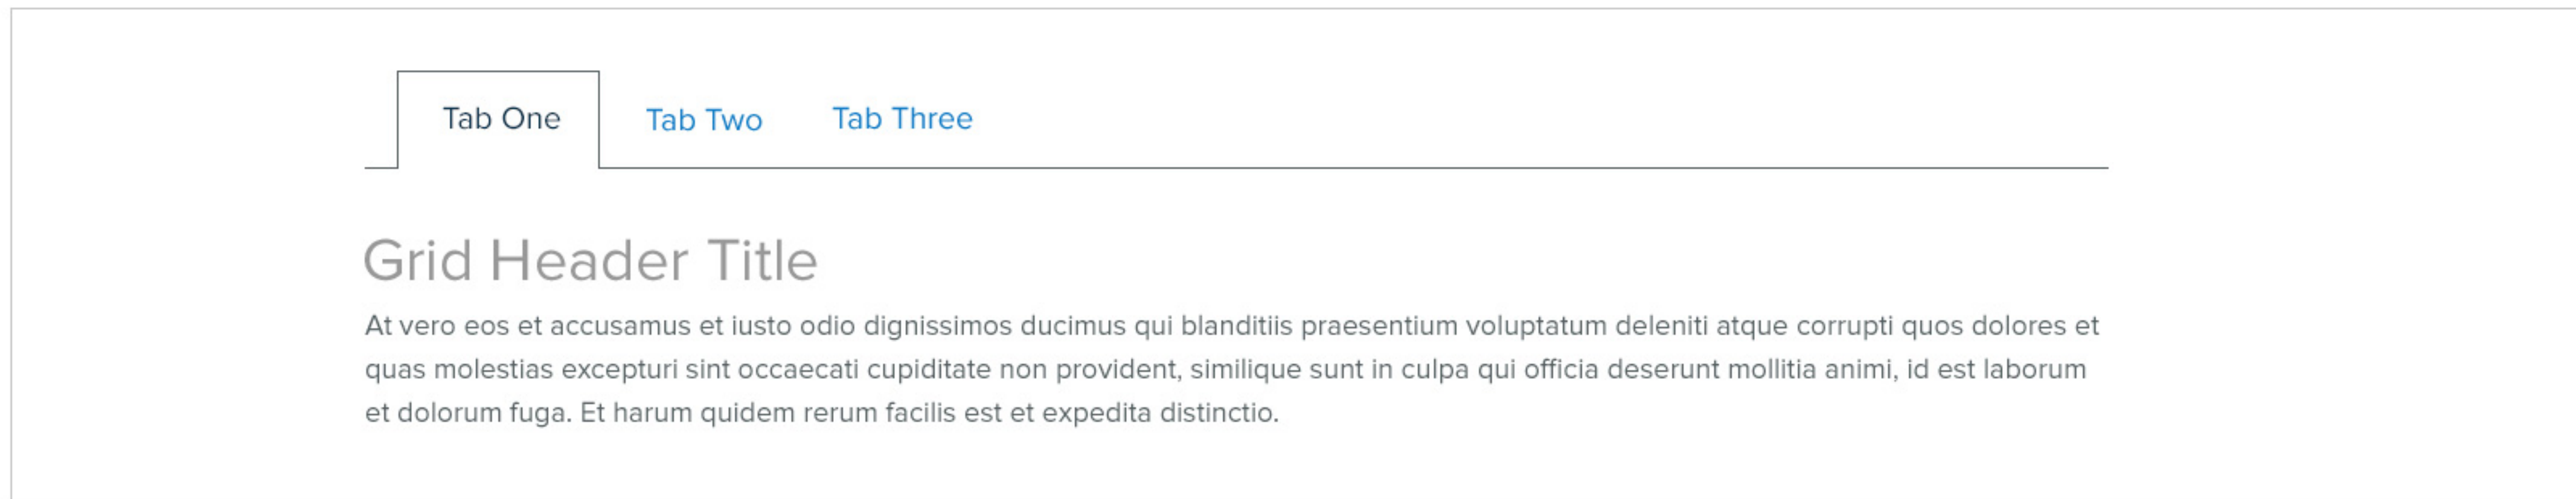 Tab One Tab Two Tab Three
Grid Header Title
At vero eos et accusamus et iusto odio dignissimos ducimus qui blanditiis praesentium voluptatum deleniti atque corrupti quos dolores et
quas molestias excepturi sint occaecati cupiditate non provident, similique sunt in culpa qui officia deserunt mollitia animi, id est laborum
et dolorum fuga. Et harum quidem rerum facilis est et expedita distinctio.